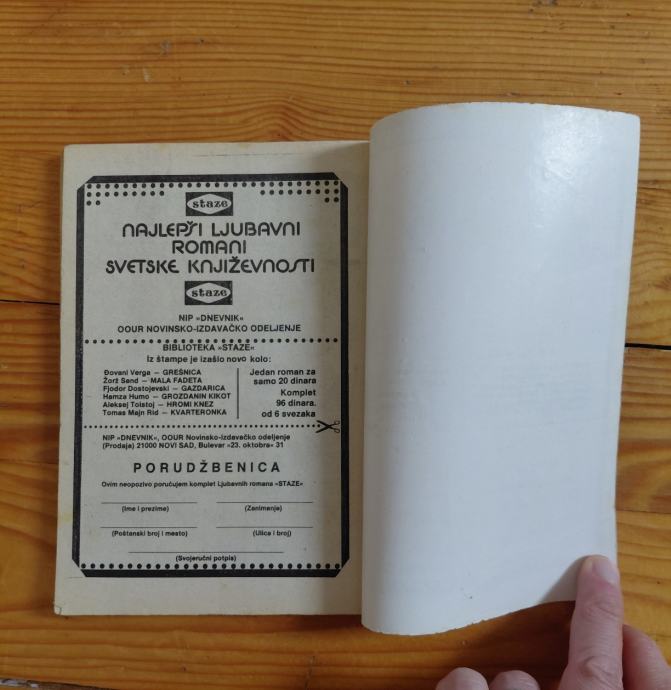 staze
NAJLEPŠI LJUBAVNI
ROMANI
SVETSKE KNJIŽEVNOSTI
staze
NIP »DNEVNIK«
OOUR NOVINSKO-IZDAVAČKO ODELJENJE
BIBLIOTEKA »STAZE«
Iz štampe je izašlo novo kolo:
Đovani Verga — GREŠNICA
Žorž Sand — MALA FADETA
Fjodor Dostojevski — GAZDARICA
Hamza Humo — GROZDANIN KIKOT
Aleksej Tolstoj — HROMI KNEZ
Tomas Majn Rid — KVARTERONKA
Jedan roman za
samo 20 dinara
Komplet
96 dinara.
od 6 svezaka
NIP »DNEVNIK«, OOUR Novinsko-izdavačko odeljenje
(Prodaja) 21000 NOVI SAD, Bulevar »23. oktobra« 31
PORUDŽBENICA
Ovim neopozivo poručujem komplet Ljubavnih romana »STAZE«
(Ime i prezime) (Zanimanje)
(Poštanski broj i mesto) (Ulica i broj)
(Svojeručni potpis)